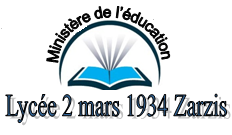 Ministère de l'éducation
Lycée 2 mars 1934 Zarzis